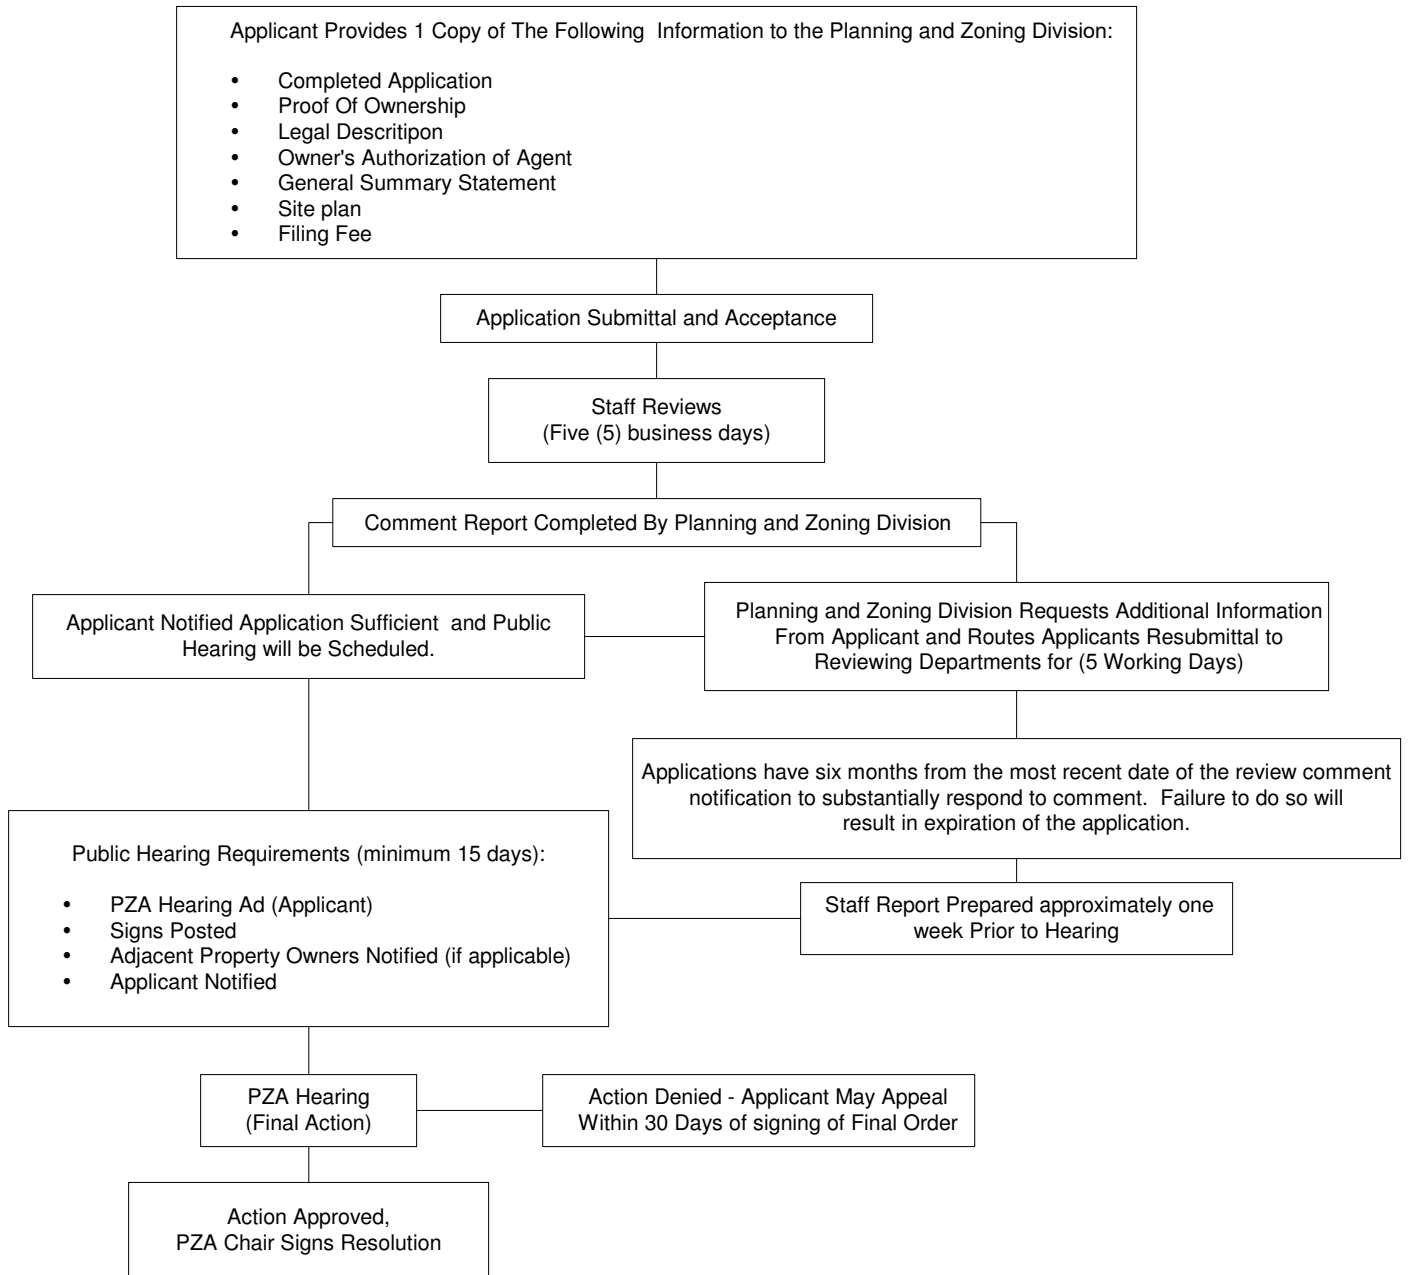 Applicant Provides 1 Copy of The Following  Information to the Planning and Zoning Division:
• Completed Application
• Proof Of Ownership
• Legal Descritipon
• Owner's Authorization of Agent
• General Summary Statement
• Site plan
• Filing Fee
Application Submittal and Acceptance
Staff Reviews
(Five (5) business days)
Comment Report Completed By Planning and Zoning Division
Applicant Notified Application Sufficient  and Public
Hearing will be Scheduled.
Planning and Zoning Division Requests Additional Information
From Applicant and Routes Applicants Resubmittal to
Reviewing Departments for (5 Working Days)
Applications have six months from the most recent date of the review comment
notification to substantially respond to comment.  Failure to do so will
result in expiration of the application.
Public Hearing Requirements (minimum 15 days):
• PZA Hearing Ad (Applicant)
• Signs Posted
• Adjacent Property Owners Notified (if applicable)
• Applicant Notified
Staff Report Prepared approximately one
week Prior to Hearing
PZA Hearing
(Final Action)
Action Denied - Applicant May Appeal
Within 30 Days of signing of Final Order
Action Approved,
PZA Chair Signs Resolution